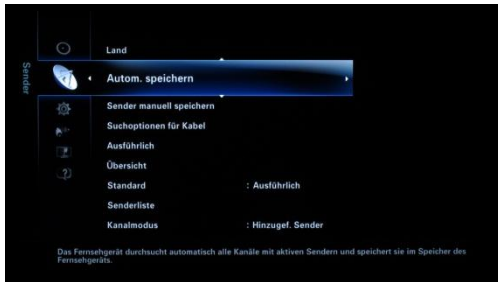 Sender
Land
Autom. speichern
Sender manuell speichern
Suchoptionen für Kabel
Ausführlich
Übersicht
Standard : Ausführlich
Senderliste
Kanalmodus : Hinzugef. Sender
Das Fernsehgerät durchsucht automatisch alle Kanäle mit aktiven Sendern und speichert sie im Speicher des
Fernsehgeräts.